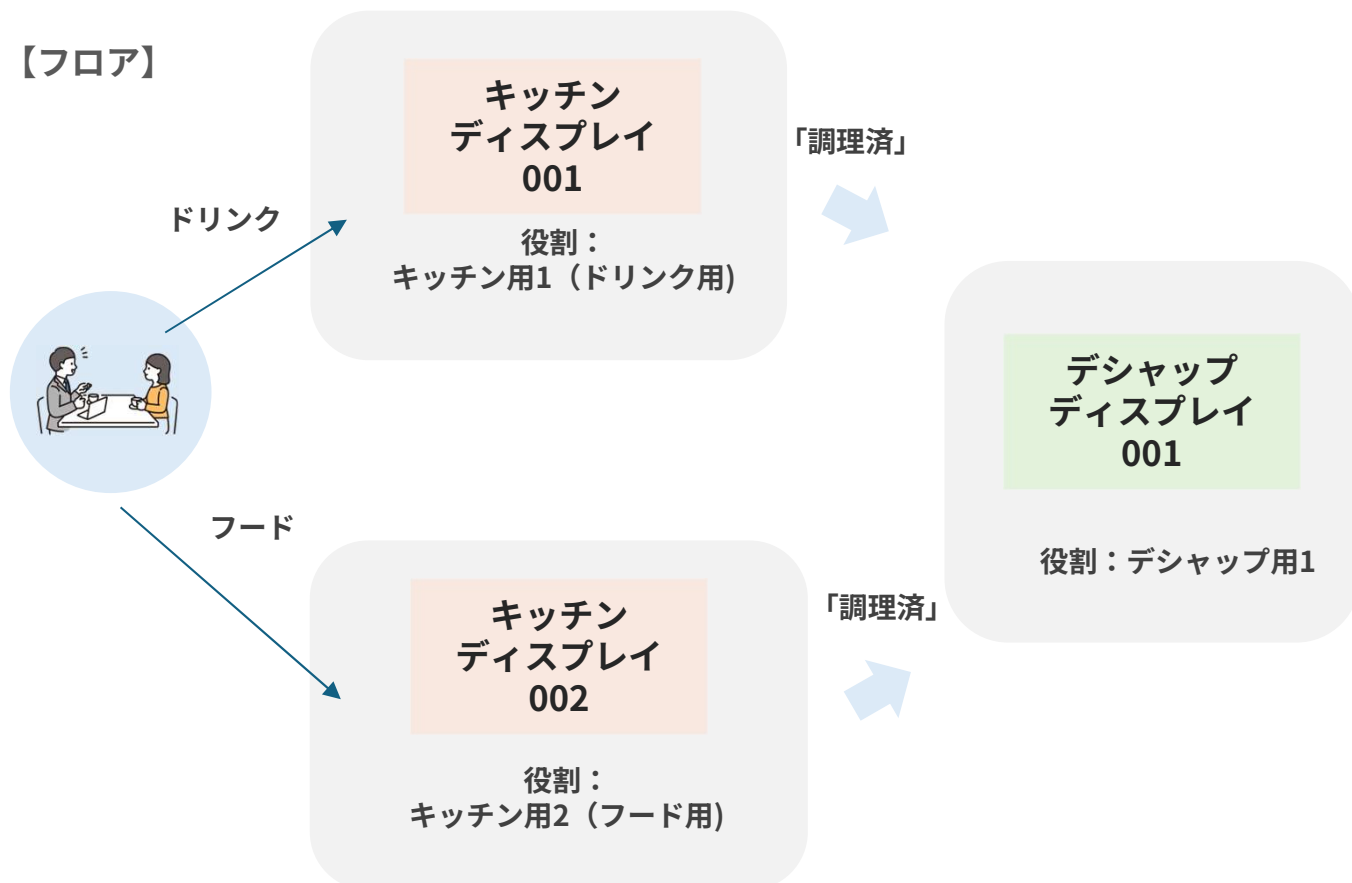 【フロア】
キッチン
ディスプレイ
001
役割：
キッチン用1（ドリンク用)
「調理済」
ドリンク
フード
キッチン
ディスプレイ
002
役割：
キッチン用2（フード用)
「調理済」
デシャップ
ディスプレイ
001
役割：デシャップ用1